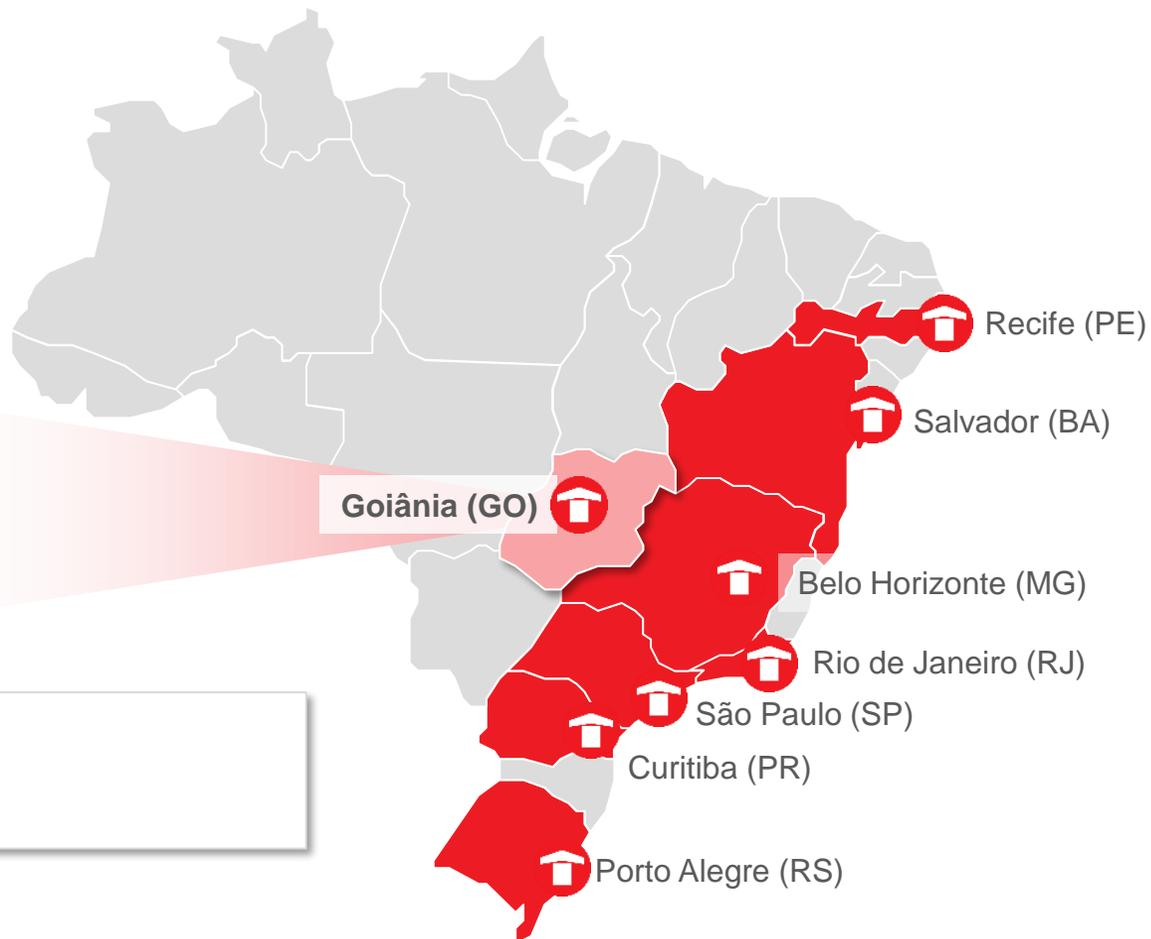 Recife (PE)
Salvador (BA)
Goiânia (GO)
Belo Horizonte (MG)
Rio de Janeiro (RJ)
São Paulo (SP)
Curitiba (PR)
Porto Alegre (RS)